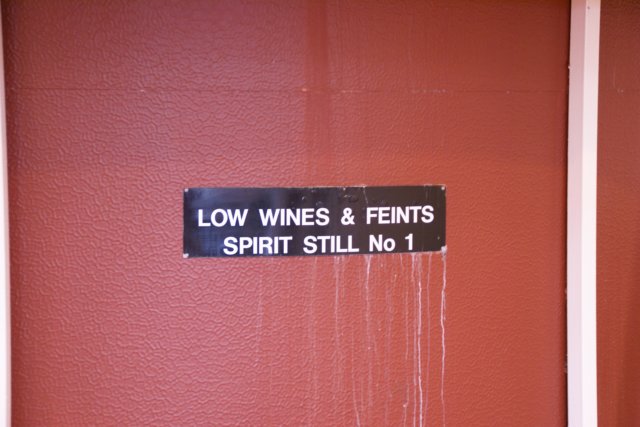 LOW WINES & FEINTS
SPIRIT STILL No 1